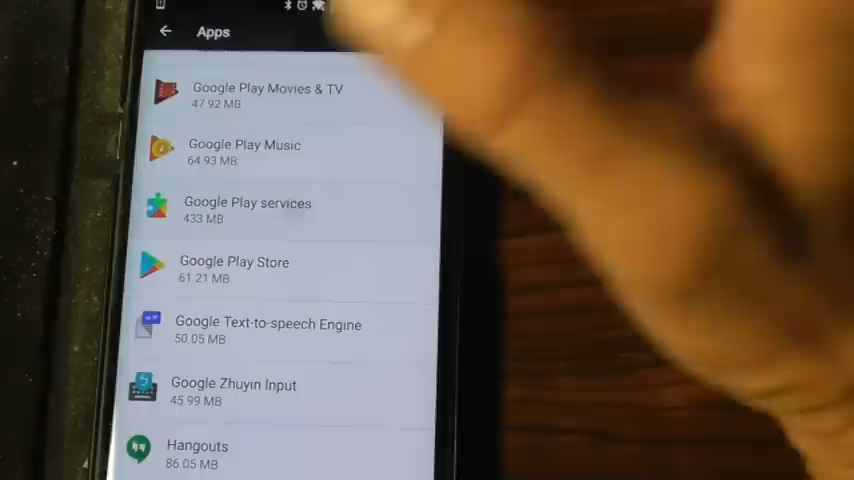 Apps
Google Play Movies & TV
47.92 MB
Google Play Music
64.93 MB
Google Play services
433 MB
Google Play Store
61.21 MB
Google Text-to-speech Engine
50.05 MB
Google Zhuyin Input
45.99 MB
Hangouts
86.05 MB